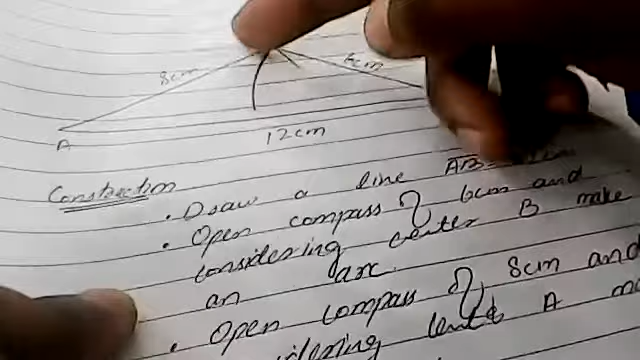 8cm
6cm
A
12cm
Construction
• Draw a line AB=
• Open compass of 6cm and
considering center B make
an arc.
• Open compass of 8cm and
A